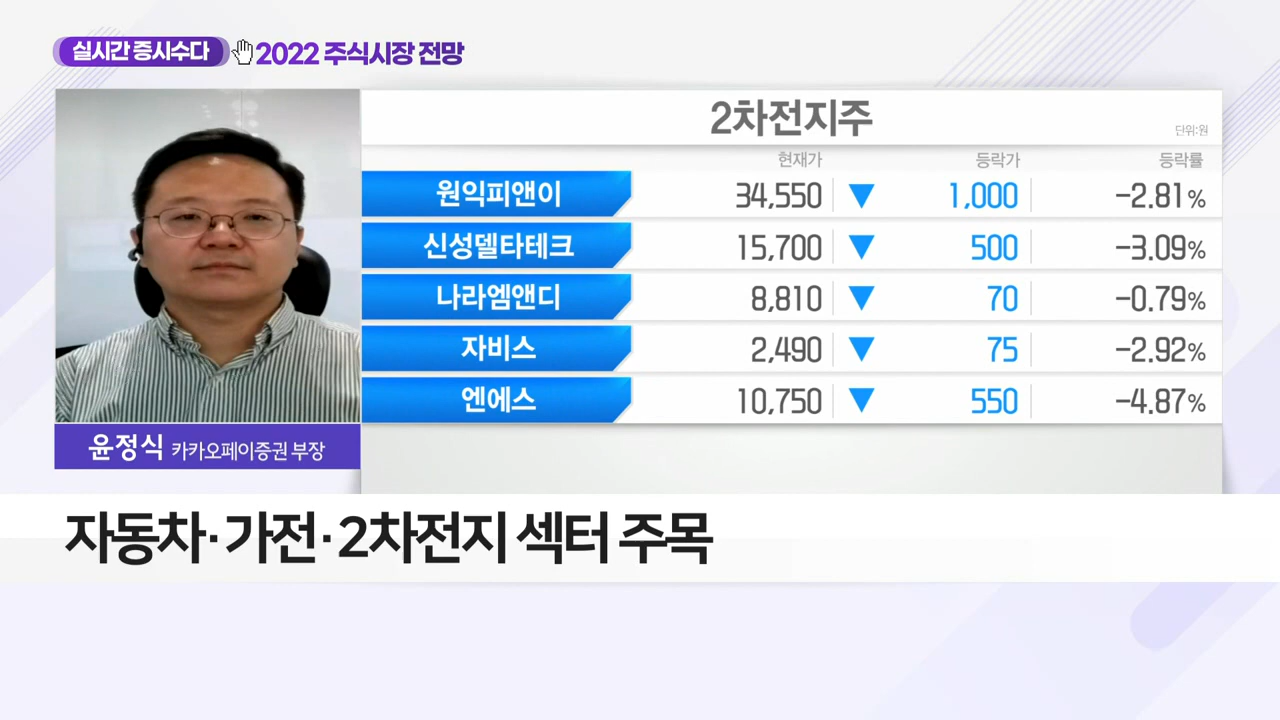 실시간 증시수다 2022 주식시장 전망
2차전지주
단위:원
현재가 등락가 등락률
원익피앤이 34,550 ▼ 1,000 -2.81%
신성델타테크 15,700 ▼ 500 -3.09%
나라엠앤디 8,810 ▼ 70 -0.79%
자비스 2,490 ▼ 75 -2.92%
엔에스 10,750 ▼ 550 -4.87%
윤정식 카카오페이증권 부장
자동차·가전·2차전지 섹터 주목